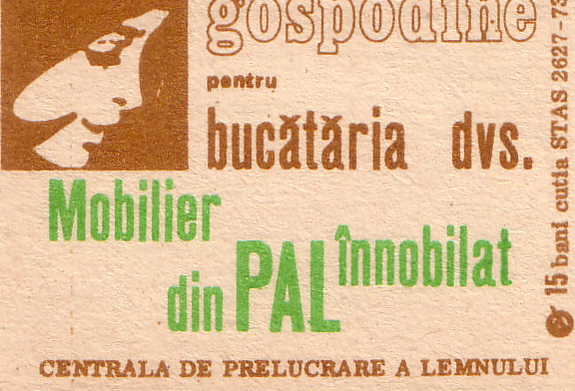 gospodine
pentru
bucătăria dvs.
Mobilier
din PAL înnobilat
CENTRALA DE PRELUCRARE A LEMNULUI
15 bani cutia STAS 2627-73